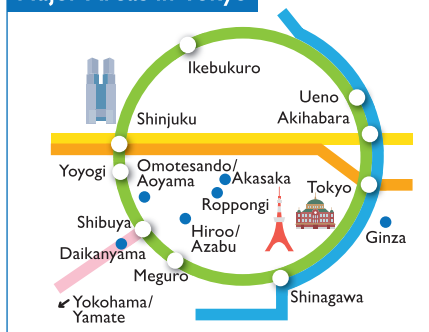 Ikebukuro
Ueno
Akihabara
Shinjuku
Yoyogi
Omotesando/
Aoyama
Akasaka
Tokyo
Roppongi
Shibuya
Hiroo/
Azabu
Ginza
Daikanyama
Meguro
Shinagawa
Yokohama/
Yamate